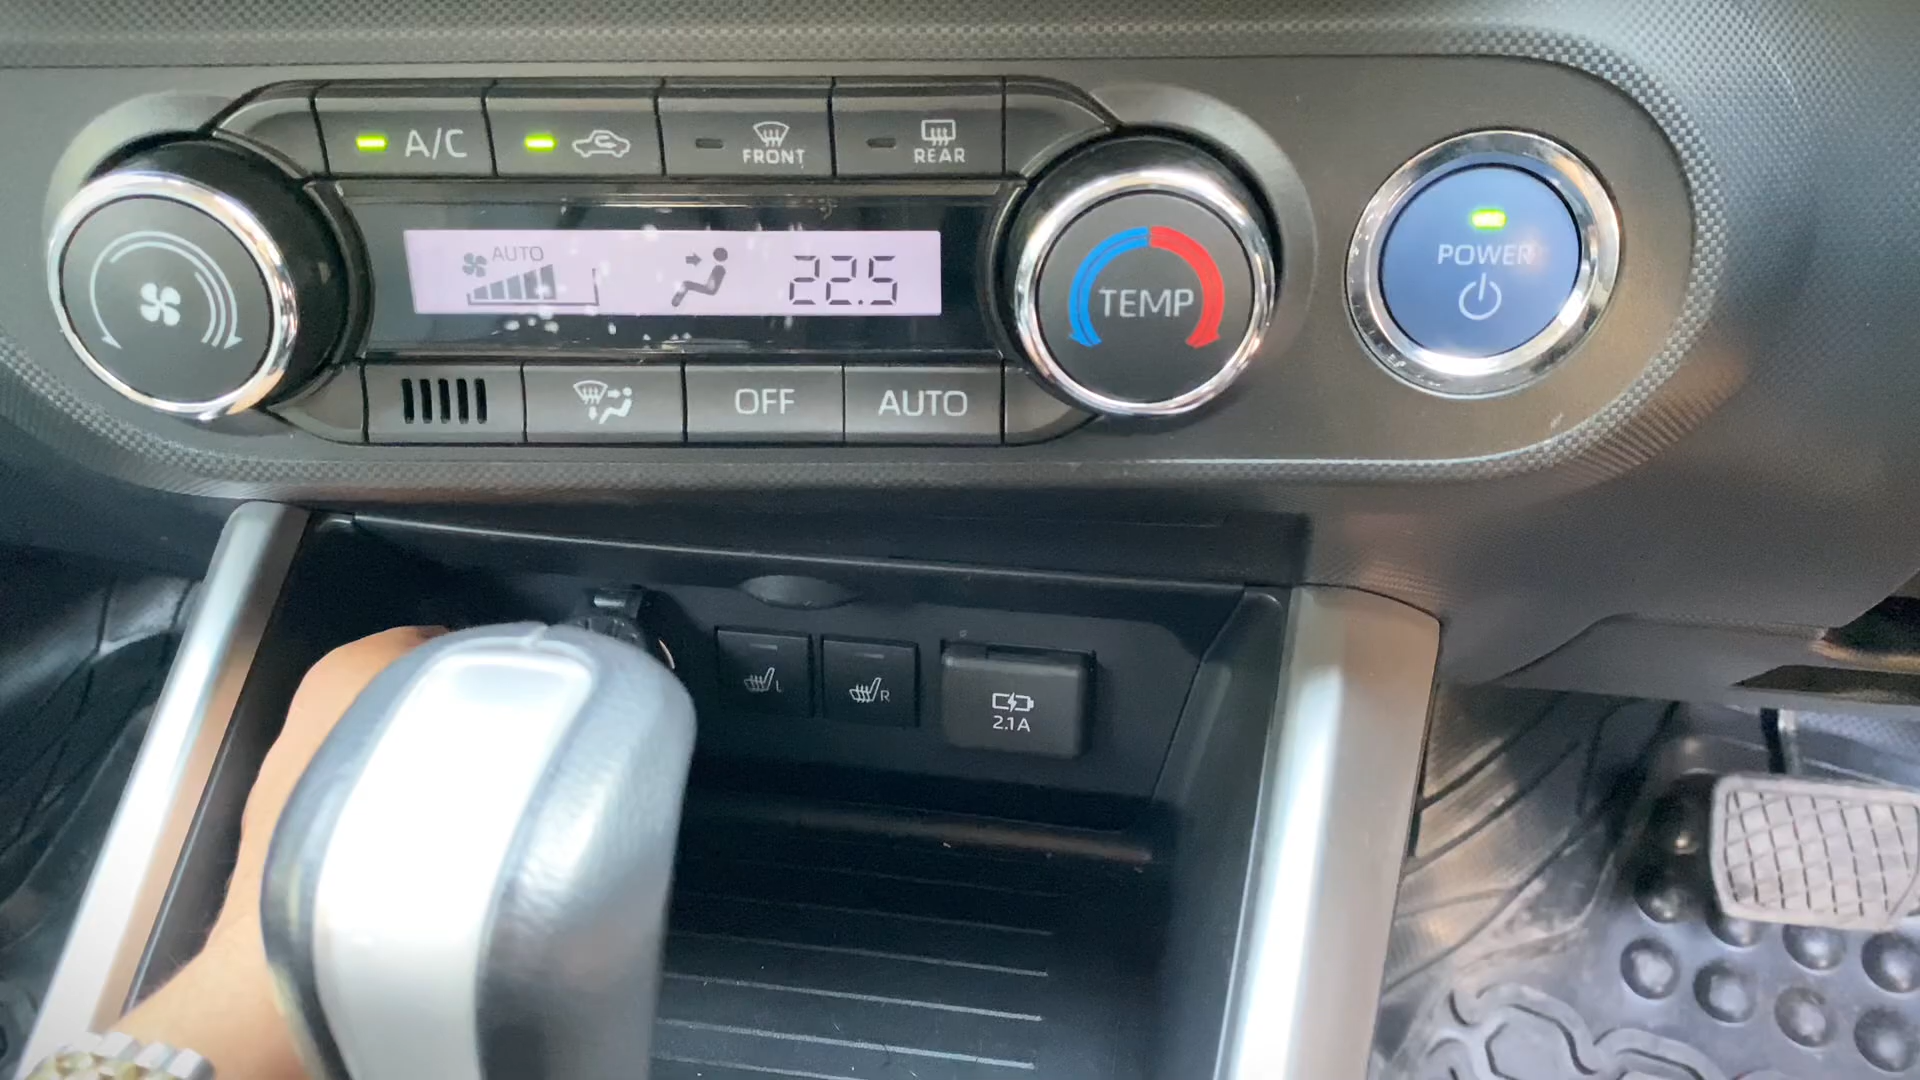 A/C
FRONT
REAR
AUTO
22.5
TEMP
POWER
OFF
AUTO
L
R
2.1A